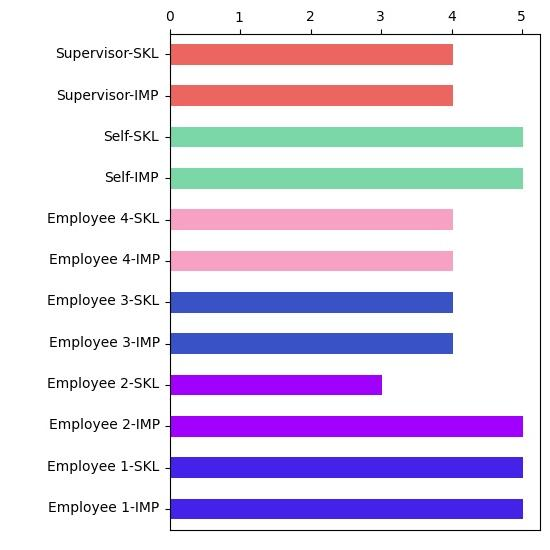 0 1 2 3 4 5
Supervisor-SKL
Supervisor-IMP
Self-SKL
Self-IMP
Employee 4-SKL
Employee 4-IMP
Employee 3-SKL
Employee 3-IMP
Employee 2-SKL
Employee 2-IMP
Employee 1-SKL
Employee 1-IMP